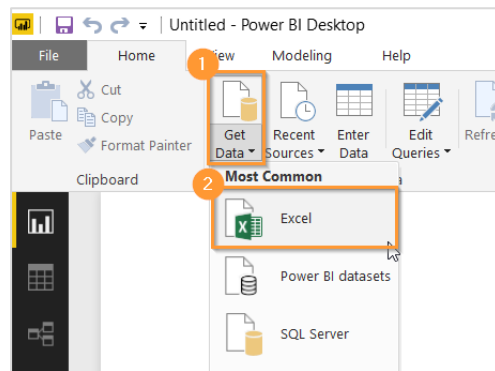 Untitled - Power BI Desktop
File Home View Modeling Help
1
Cut
Copy
Format Painter
Paste
Get Data
Recent Sources
Enter Data
Edit Queries
Clipboard
2
Most Common
Excel
Power BI datasets
SQL Server